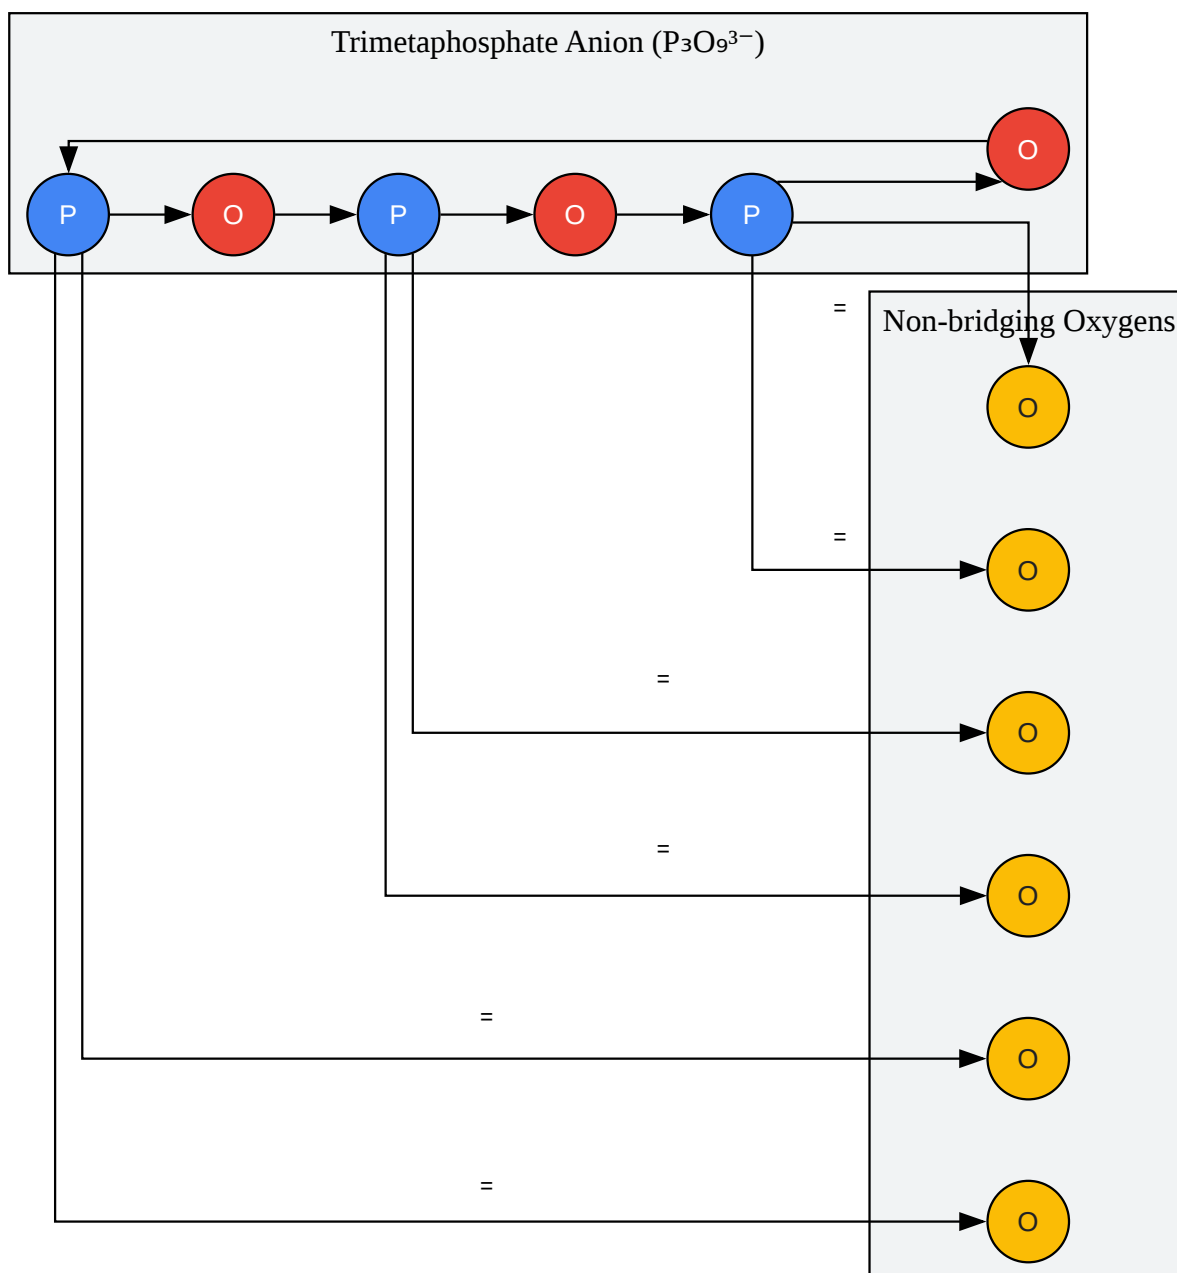 Trimetaphosphate Anion (P₃O₉³⁻)
O
P O P O P
=
Non-bridging Oxygens
O
=
O
=
O
=
O
=
O
=
O